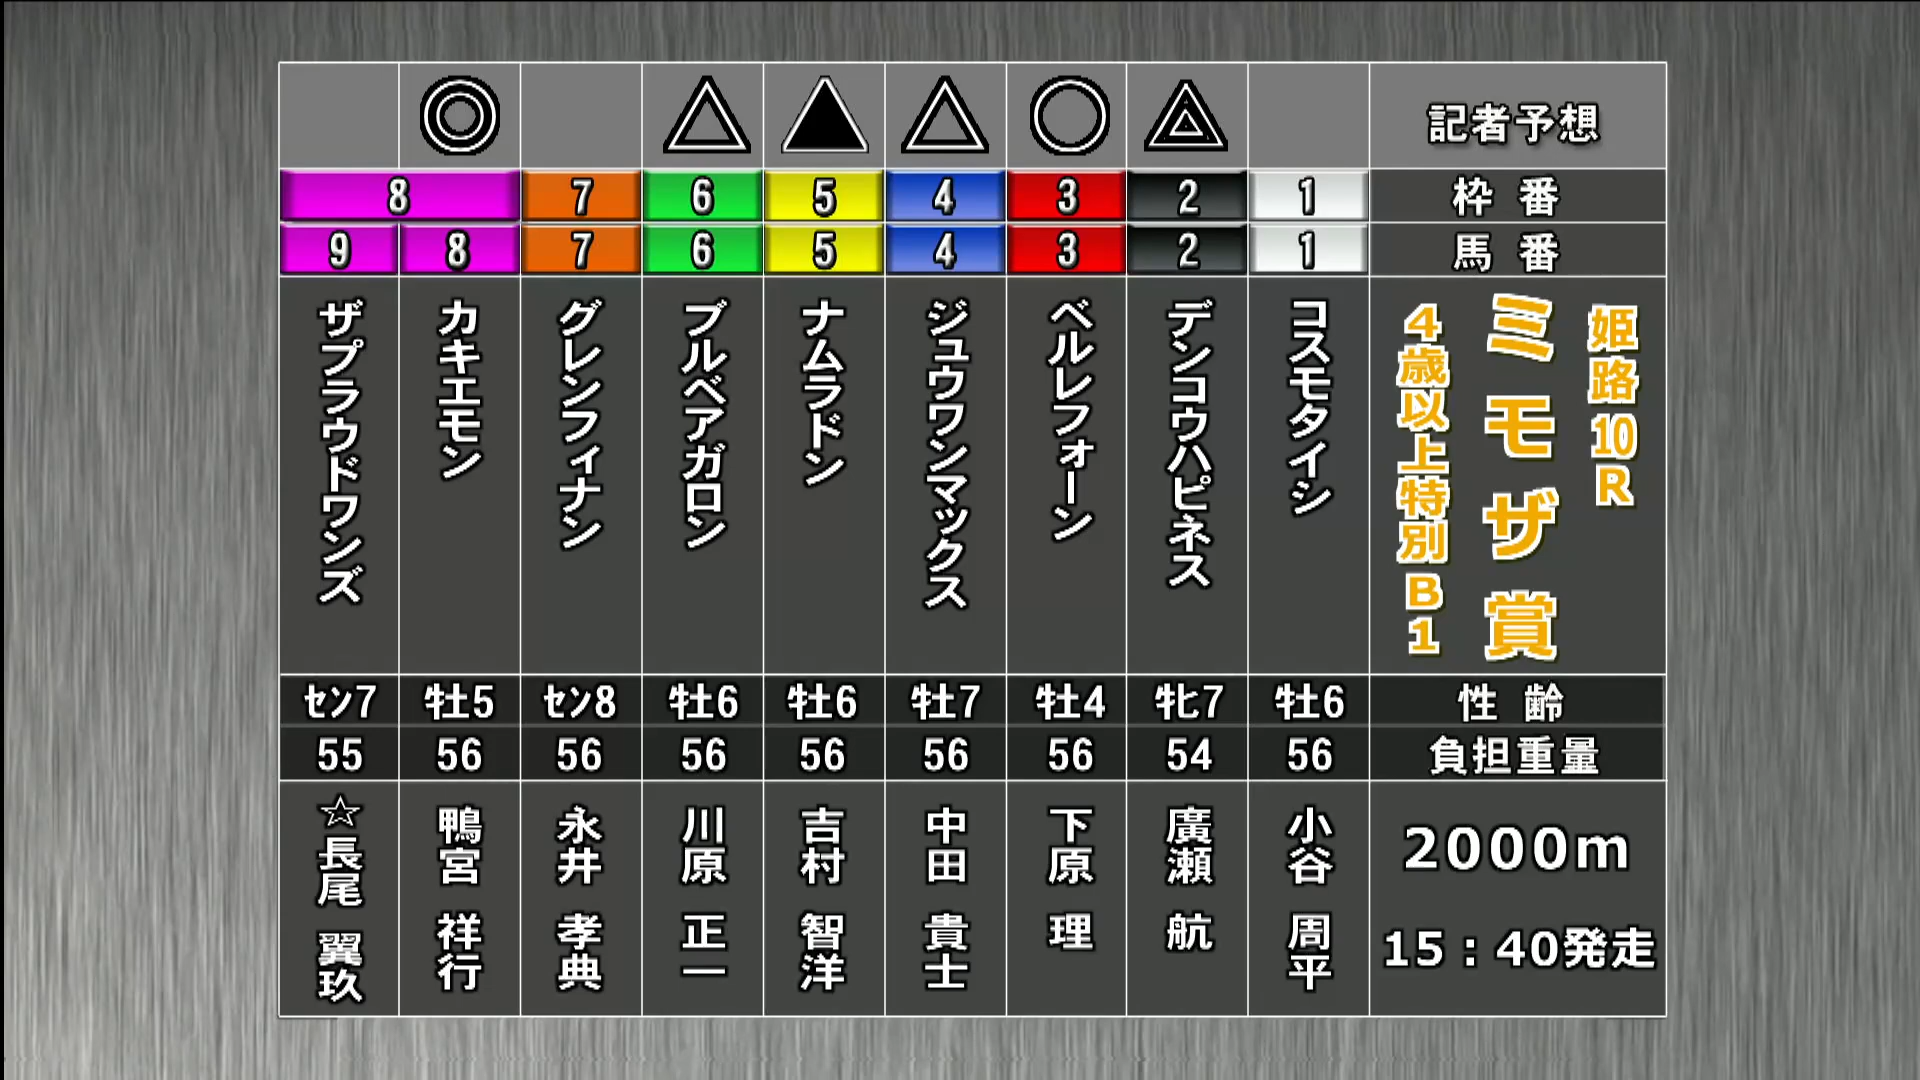 記者予想
◎ △ ▲ △ ○ △
枠番
8 7 6 5 4 3 2 1
馬番
9 8 7 6 5 4 3 2 1
姫路10R
ミモザ賞
4歳以上特別B1
コスモタイシ
デンコウハピネス
ベルレフォーン
ジュウワンマックス
ナムラドン
ブルベアガロン
グレンフィナン
カキエモン
ザプラウドワンズ
性齢
セン7 牡5 セン8 牡6 牡6 牡7 牡4 牝7 牡6
負担重量
55 56 56 56 56 56 56 54 56
2000m
15:40発走
小谷 周平
廣瀬 航
下原 理
中田 貴士
吉村 智洋
川原 正一
永井 孝典
鴨宮 祥行
☆長尾 翼玖